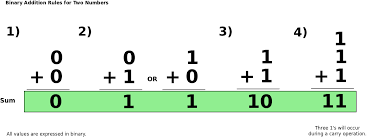 Binary Addition Rules for Two Numbers
1) 2) 3) 4)
1
0 0 1 1 1
+ 0 + 1 OR + 0 + 1 + 1
Sum 0 1 1 10 11
All values are expressed in binary.
Three 1's will occur
during a carry operation.